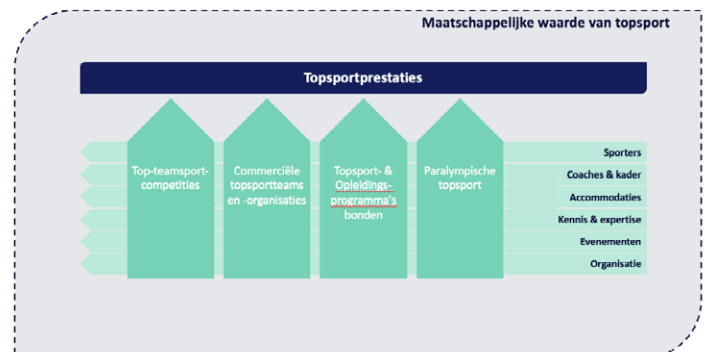 Maatschappelijke waarde van topsport
Topsportprestaties
Top-teamsport-
competities
Commerciële
topsportteams
en -organisaties
Topsport- &
Opleidings-
programma's
bonden
Paralympische
topsport
Sporters
Coaches & kader
Accommodaties
Kennis & expertise
Evenementen
Organisatie